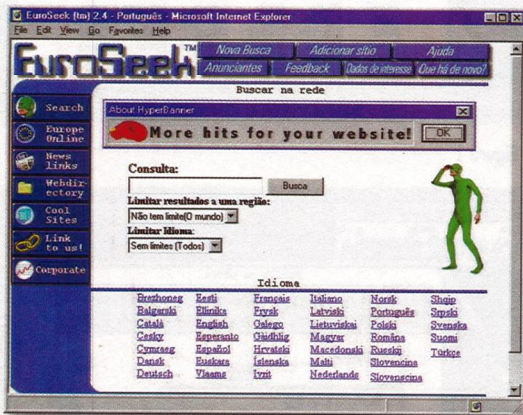 EuroSeek (tm) 2.4 - Português - Microsoft Internet Explorer
File Edit View Go Favorites Help
EuroSeek™
Nova Busca Adicionar sítio Ajuda
Anunciantes Feedback Dados de interesse Que há de novo?
Buscar na rede
Search
Europe
Online
News
links
Webdir-
ectory
Cool
Sites
Link
to us!
Corporate
About HyperBanner
More hits for your website! OK
Consulta:
Busca
Limitar resultados a uma região:
Não tem limite(O mundo)
Limitar Idioma:
Sem limites (Todos)
Idioma
Brezhoneg Eesti Français Italiano Norsk Shqip
Balgarski Ellinika Frysk Latviski Português Srpski
Català English Galego Lietuviskai Polski Svenska
Cesky Esperanto Gàidhlig Magyar Româna Suomi
Cymraeg Español Hrvatski Macedonski Russkij Türkçe
Dansk Euskara Íslenska Malti Slovencina
Deutsch Vlaams Ivrit Nederlands Slovenscina